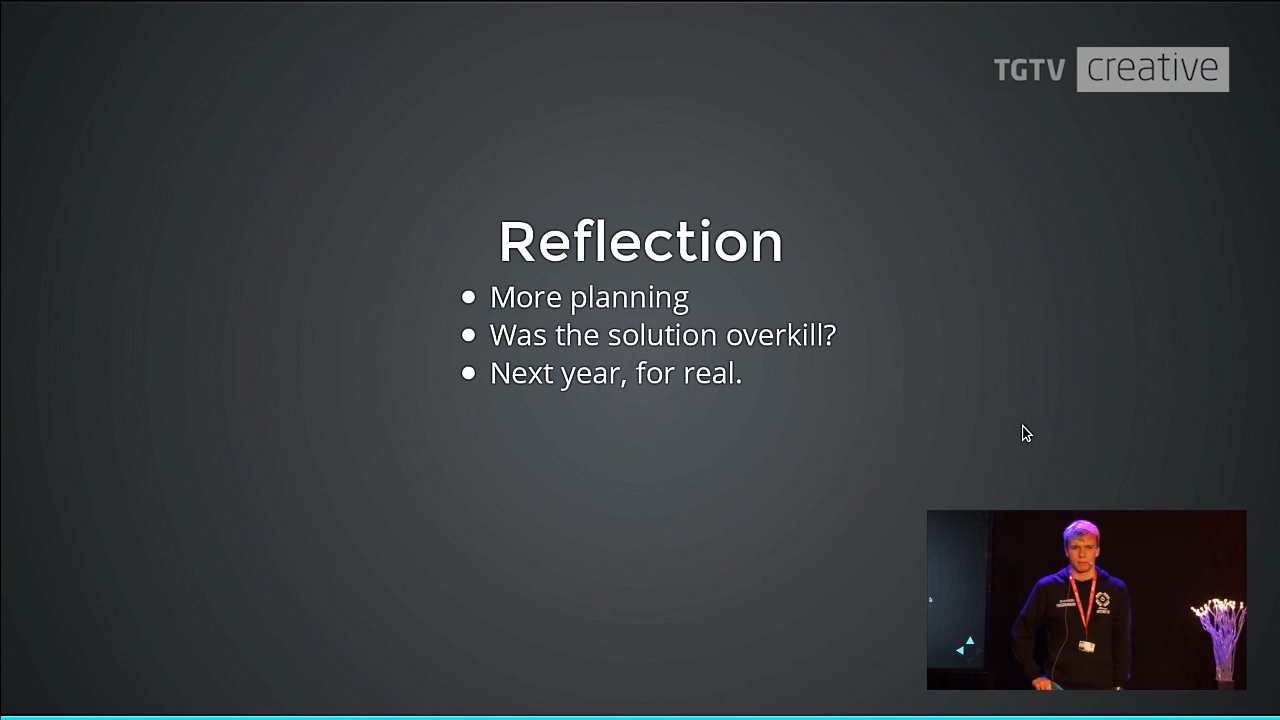 TGTV creative
Reflection
More planning
Was the solution overkill?
Next year, for real.